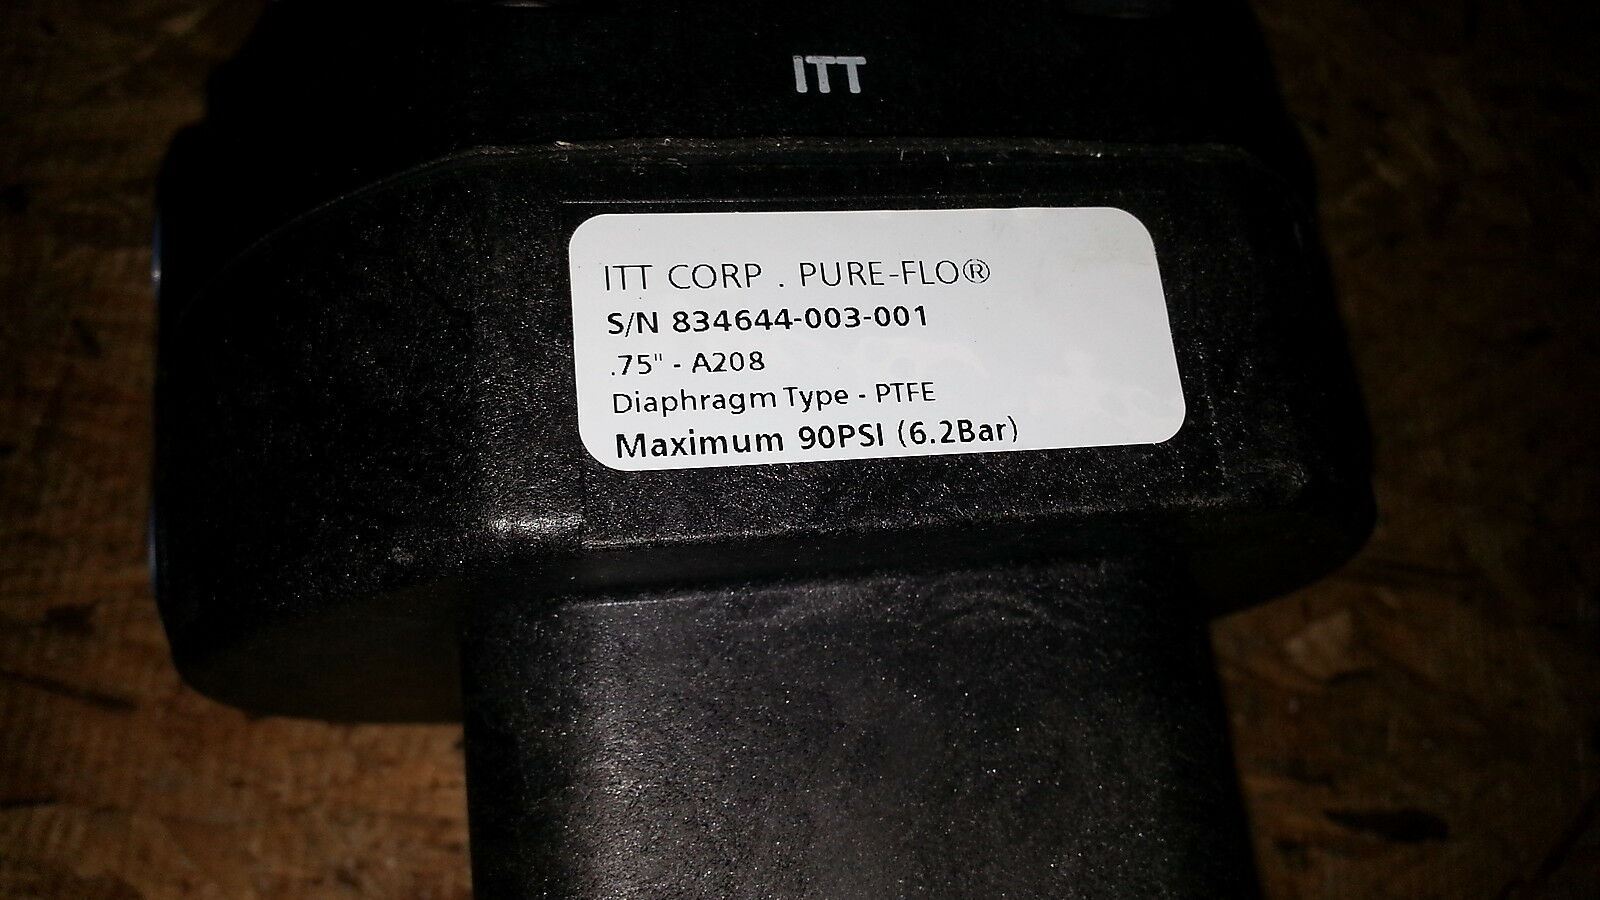 ITT
ITT CORP . PURE-FLO®
S/N 834644-003-001
.75" - A208
Diaphragm Type - PTFE
Maximum 90PSI (6.2Bar)